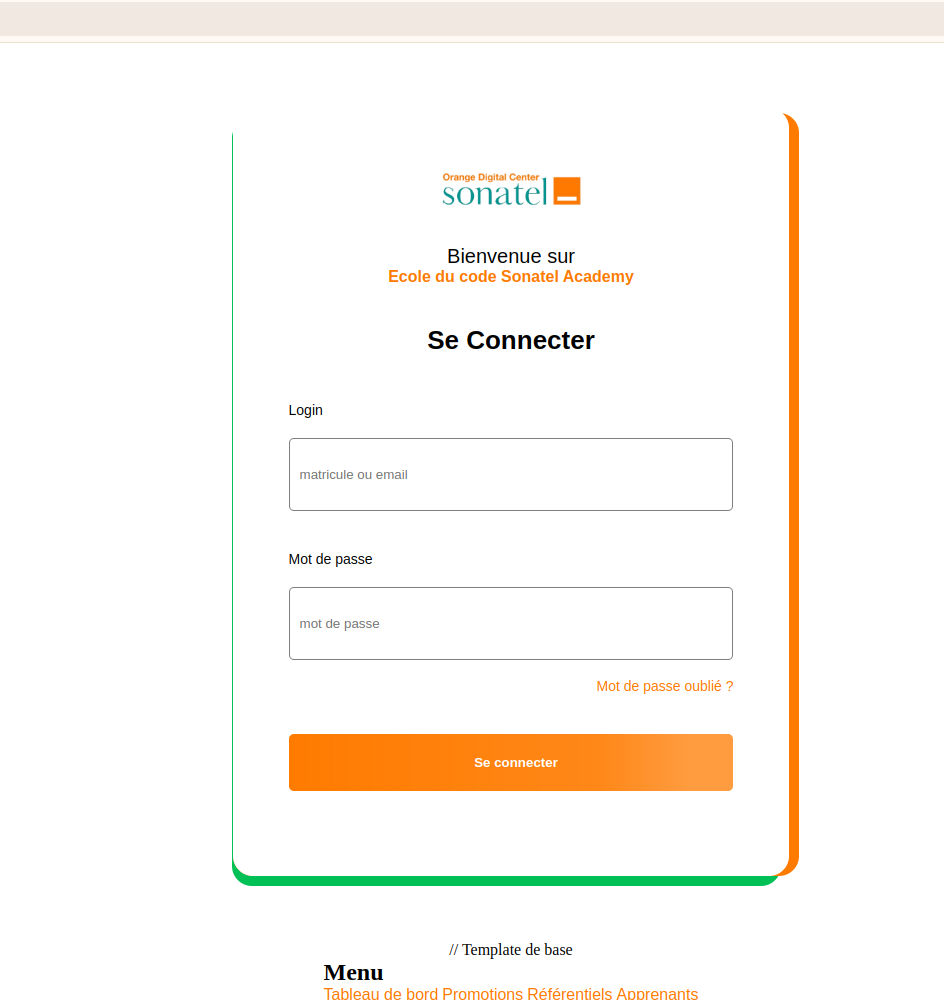 Orange Digital Center
sonatel
Bienvenue sur
Ecole du code Sonatel Academy
Se Connecter
Login
matricule ou email
Mot de passe
mot de passe
Mot de passe oublié ?
Se connecter
// Template de base
Menu
Tableau de bord Promotions Référentiels Apprenants